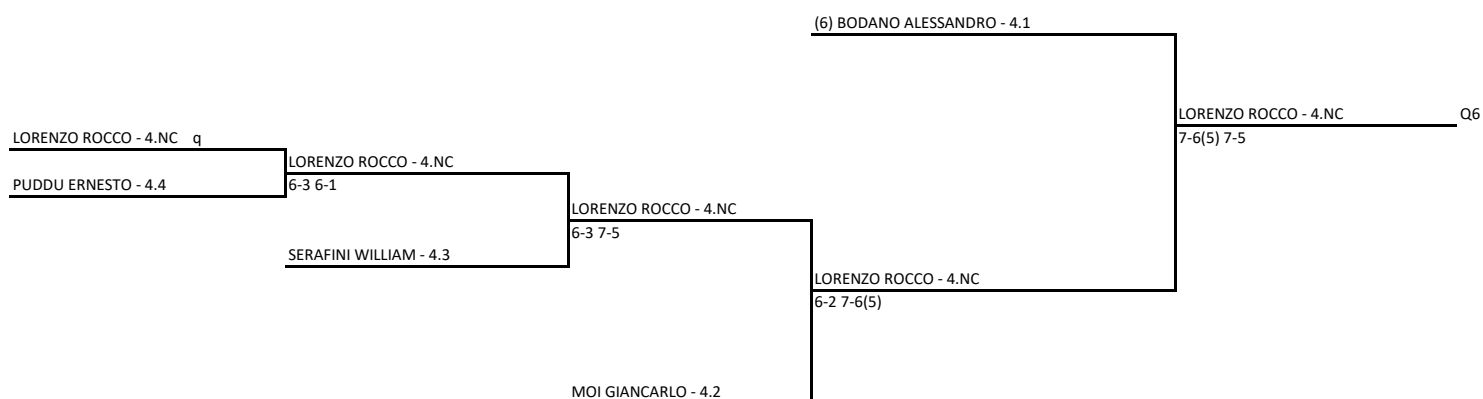 (6) BODANO ALESSANDRO - 4.1
LORENZO ROCCO - 4.NC Q6
7-6(5) 7-5
LORENZO ROCCO - 4.NC q
LORENZO ROCCO - 4.NC
PUDDU ERNESTO - 4.4
6-3 6-1
LORENZO ROCCO - 4.NC
6-3 7-5
SERAFINI WILLIAM - 4.3
LORENZO ROCCO - 4.NC
6-2 7-6(5)
MOI GIANCARLO - 4.2